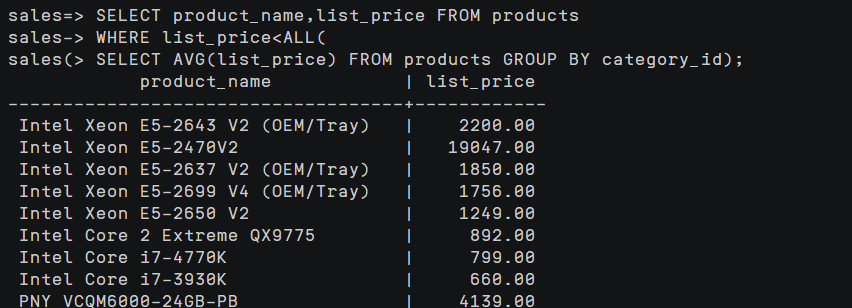 sales=> SELECT product_name,list_price FROM products
sales-> WHERE list_price<ALL(
sales(> SELECT AVG(list_price) FROM products GROUP BY category_id);
            product_name             | list_price
-------------------------------------+------------
 Intel Xeon E5-2643 V2 (OEM/Tray)    |    2200.00
 Intel Xeon E5-2470V2                |   19047.00
 Intel Xeon E5-2637 V2 (OEM/Tray)    |    1850.00
 Intel Xeon E5-2699 V4 (OEM/Tray)    |    1756.00
 Intel Xeon E5-2650 V2               |    1249.00
 Intel Core 2 Extreme QX9775         |     892.00
 Intel Core i7-4770K                 |     799.00
 Intel Core i7-3930K                 |     660.00
 PNY VCQM6000-24GB-PB                |    4139.00